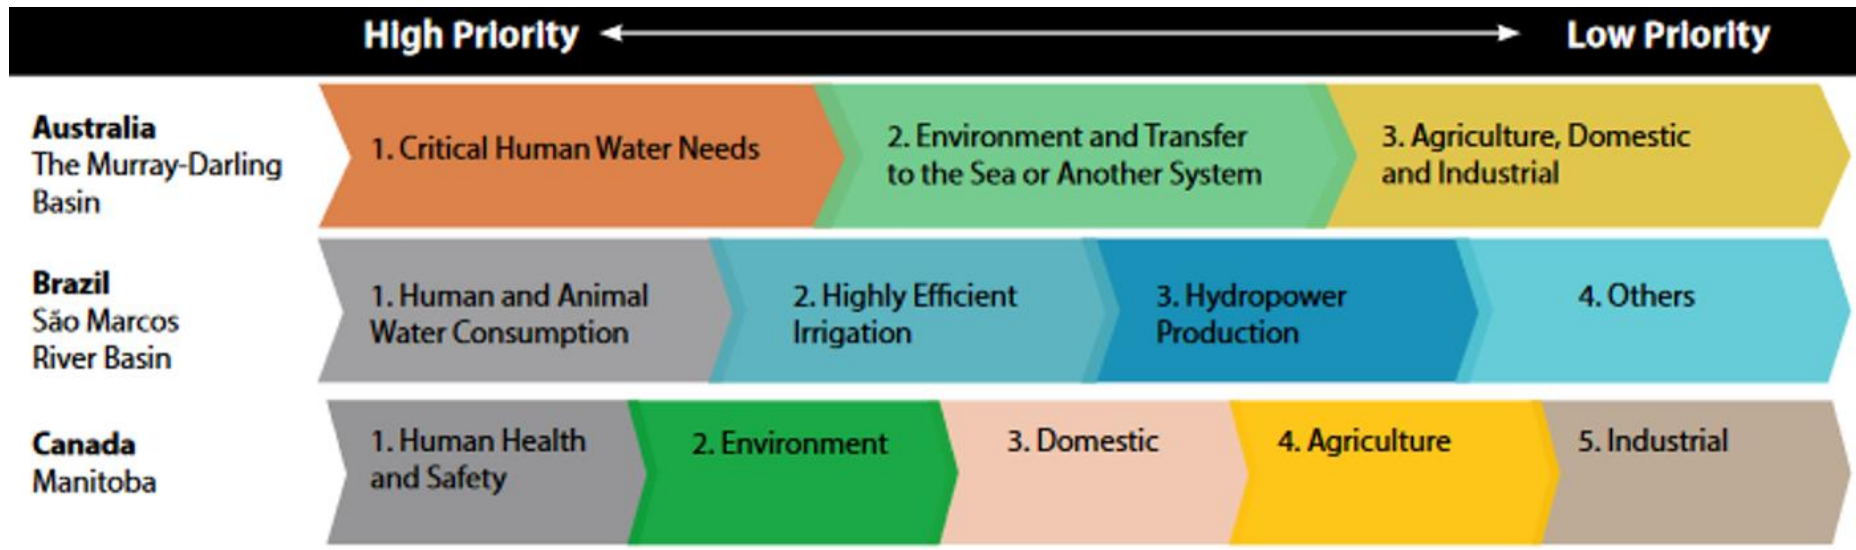 High Priority Low Priority
Australia
The Murray-Darling
Basin
1. Critical Human Water Needs
2. Environment and Transfer
to the Sea or Another System
3. Agriculture, Domestic
and Industrial
Brazil
São Marcos
River Basin
1. Human and Animal
Water Consumption
2. Highly Efficient
Irrigation
3. Hydropower
Production
4. Others
Canada
Manitoba
1. Human Health
and Safety
2. Environment
3. Domestic
4. Agriculture
5. Industrial